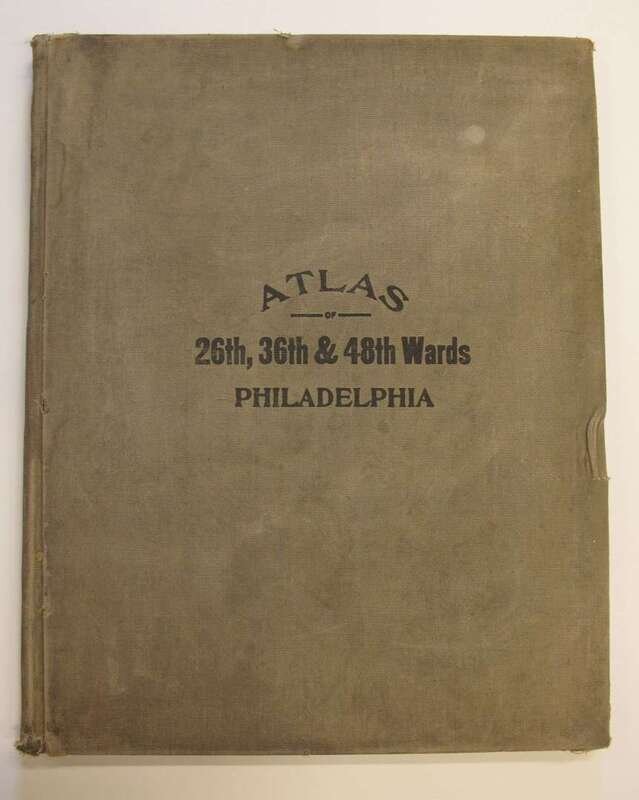 ATLAS
OF
26th, 36th & 48th Wards
PHILADELPHIA